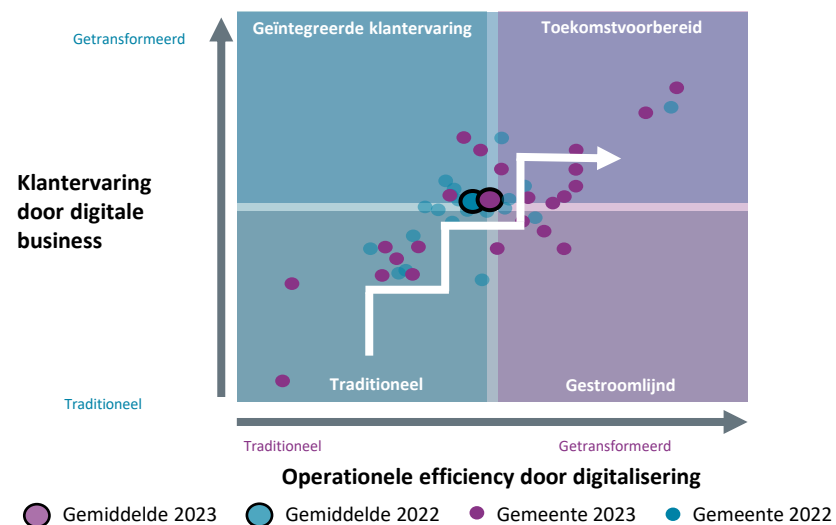 Geïntegreerde klantervaring
Toekomstvoorbereid
Getransformeerd
Klantervaring
door digitale
business
Traditioneel
Gestroomlijnd
Traditioneel
Traditioneel
Getransformeerd
Operationele efficiency door digitalisering
Gemiddelde 2023
Gemiddelde 2022
Gemeente 2023
Gemeente 2022